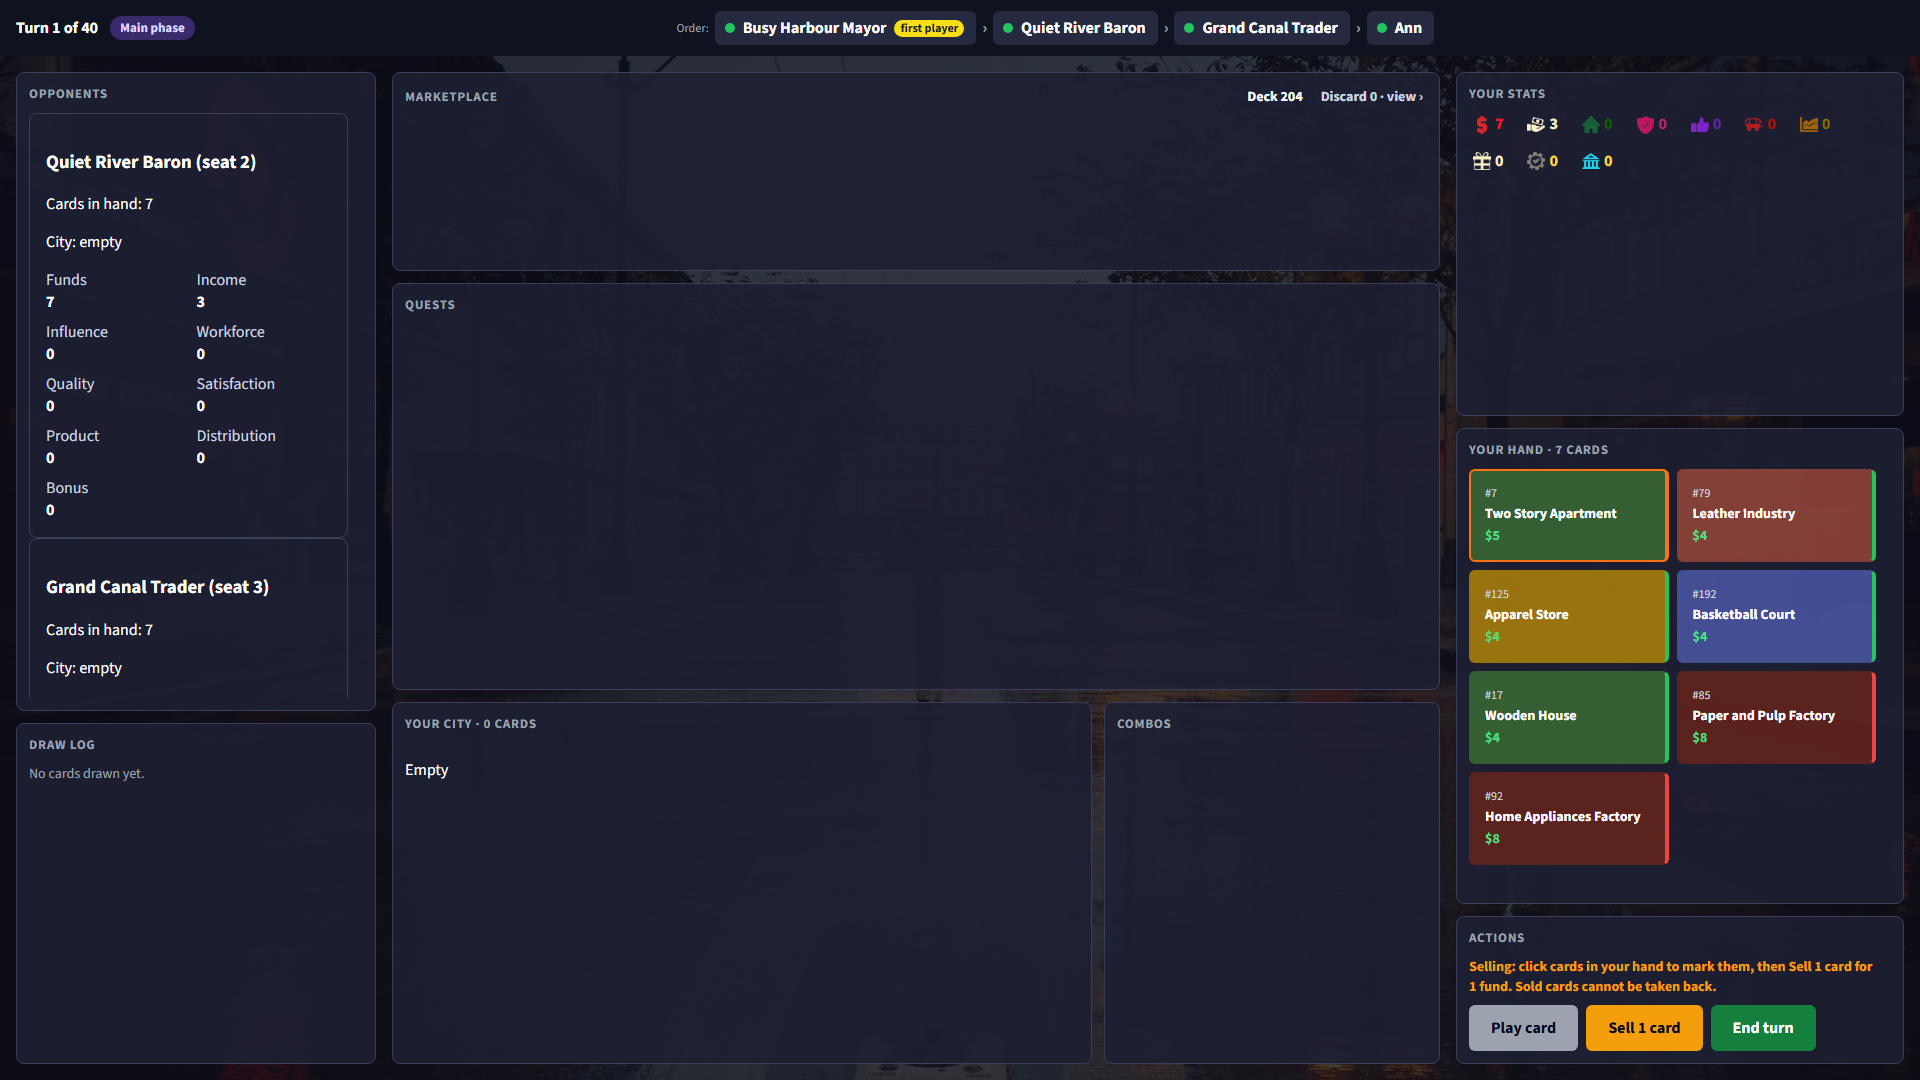 Turn 1 of 40
Main phase
Order:
Busy Harbour Mayor
first player
›
Quiet River Baron
›
Grand Canal Trader
›
Ann
OPPONENTS
Quiet River Baron (seat 2)
Cards in hand: 7
City: empty
Funds
Income
7
3
Influence
Workforce
0
0
Quality
Satisfaction
0
0
Product
Distribution
0
0
Bonus
0
Grand Canal Trader (seat 3)
Cards in hand: 7
City: empty
DRAW LOG
No cards drawn yet.
MARKETPLACE
Deck 204
Discard 0 · view ›
QUESTS
YOUR CITY · 0 CARDS
Empty
COMBOS
YOUR STATS
7
3
0
0
0
0
0
0
0
0
YOUR HAND · 7 CARDS
#7
Two Story Apartment
$5
#79
Leather Industry
$4
#125
Apparel Store
$4
#192
Basketball Court
$4
#17
Wooden House
$4
#85
Paper and Pulp Factory
$8
#92
Home Appliances Factory
$8
ACTIONS
Selling: click cards in your hand to mark them, then Sell 1 card for
1 fund. Sold cards cannot be taken back.
Play card
Sell 1 card
End turn